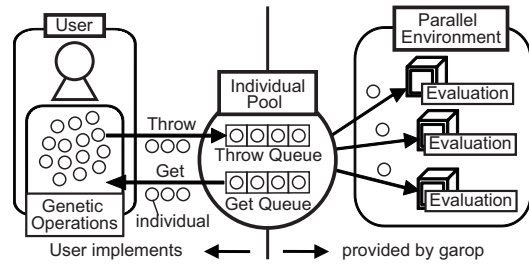 User
Genetic
Operations
Throw
Get
individual
Individual
Pool
Throw Queue
Get Queue
Parallel
Environment
Evaluation
Evaluation
Evaluation
User implements
provided by garop